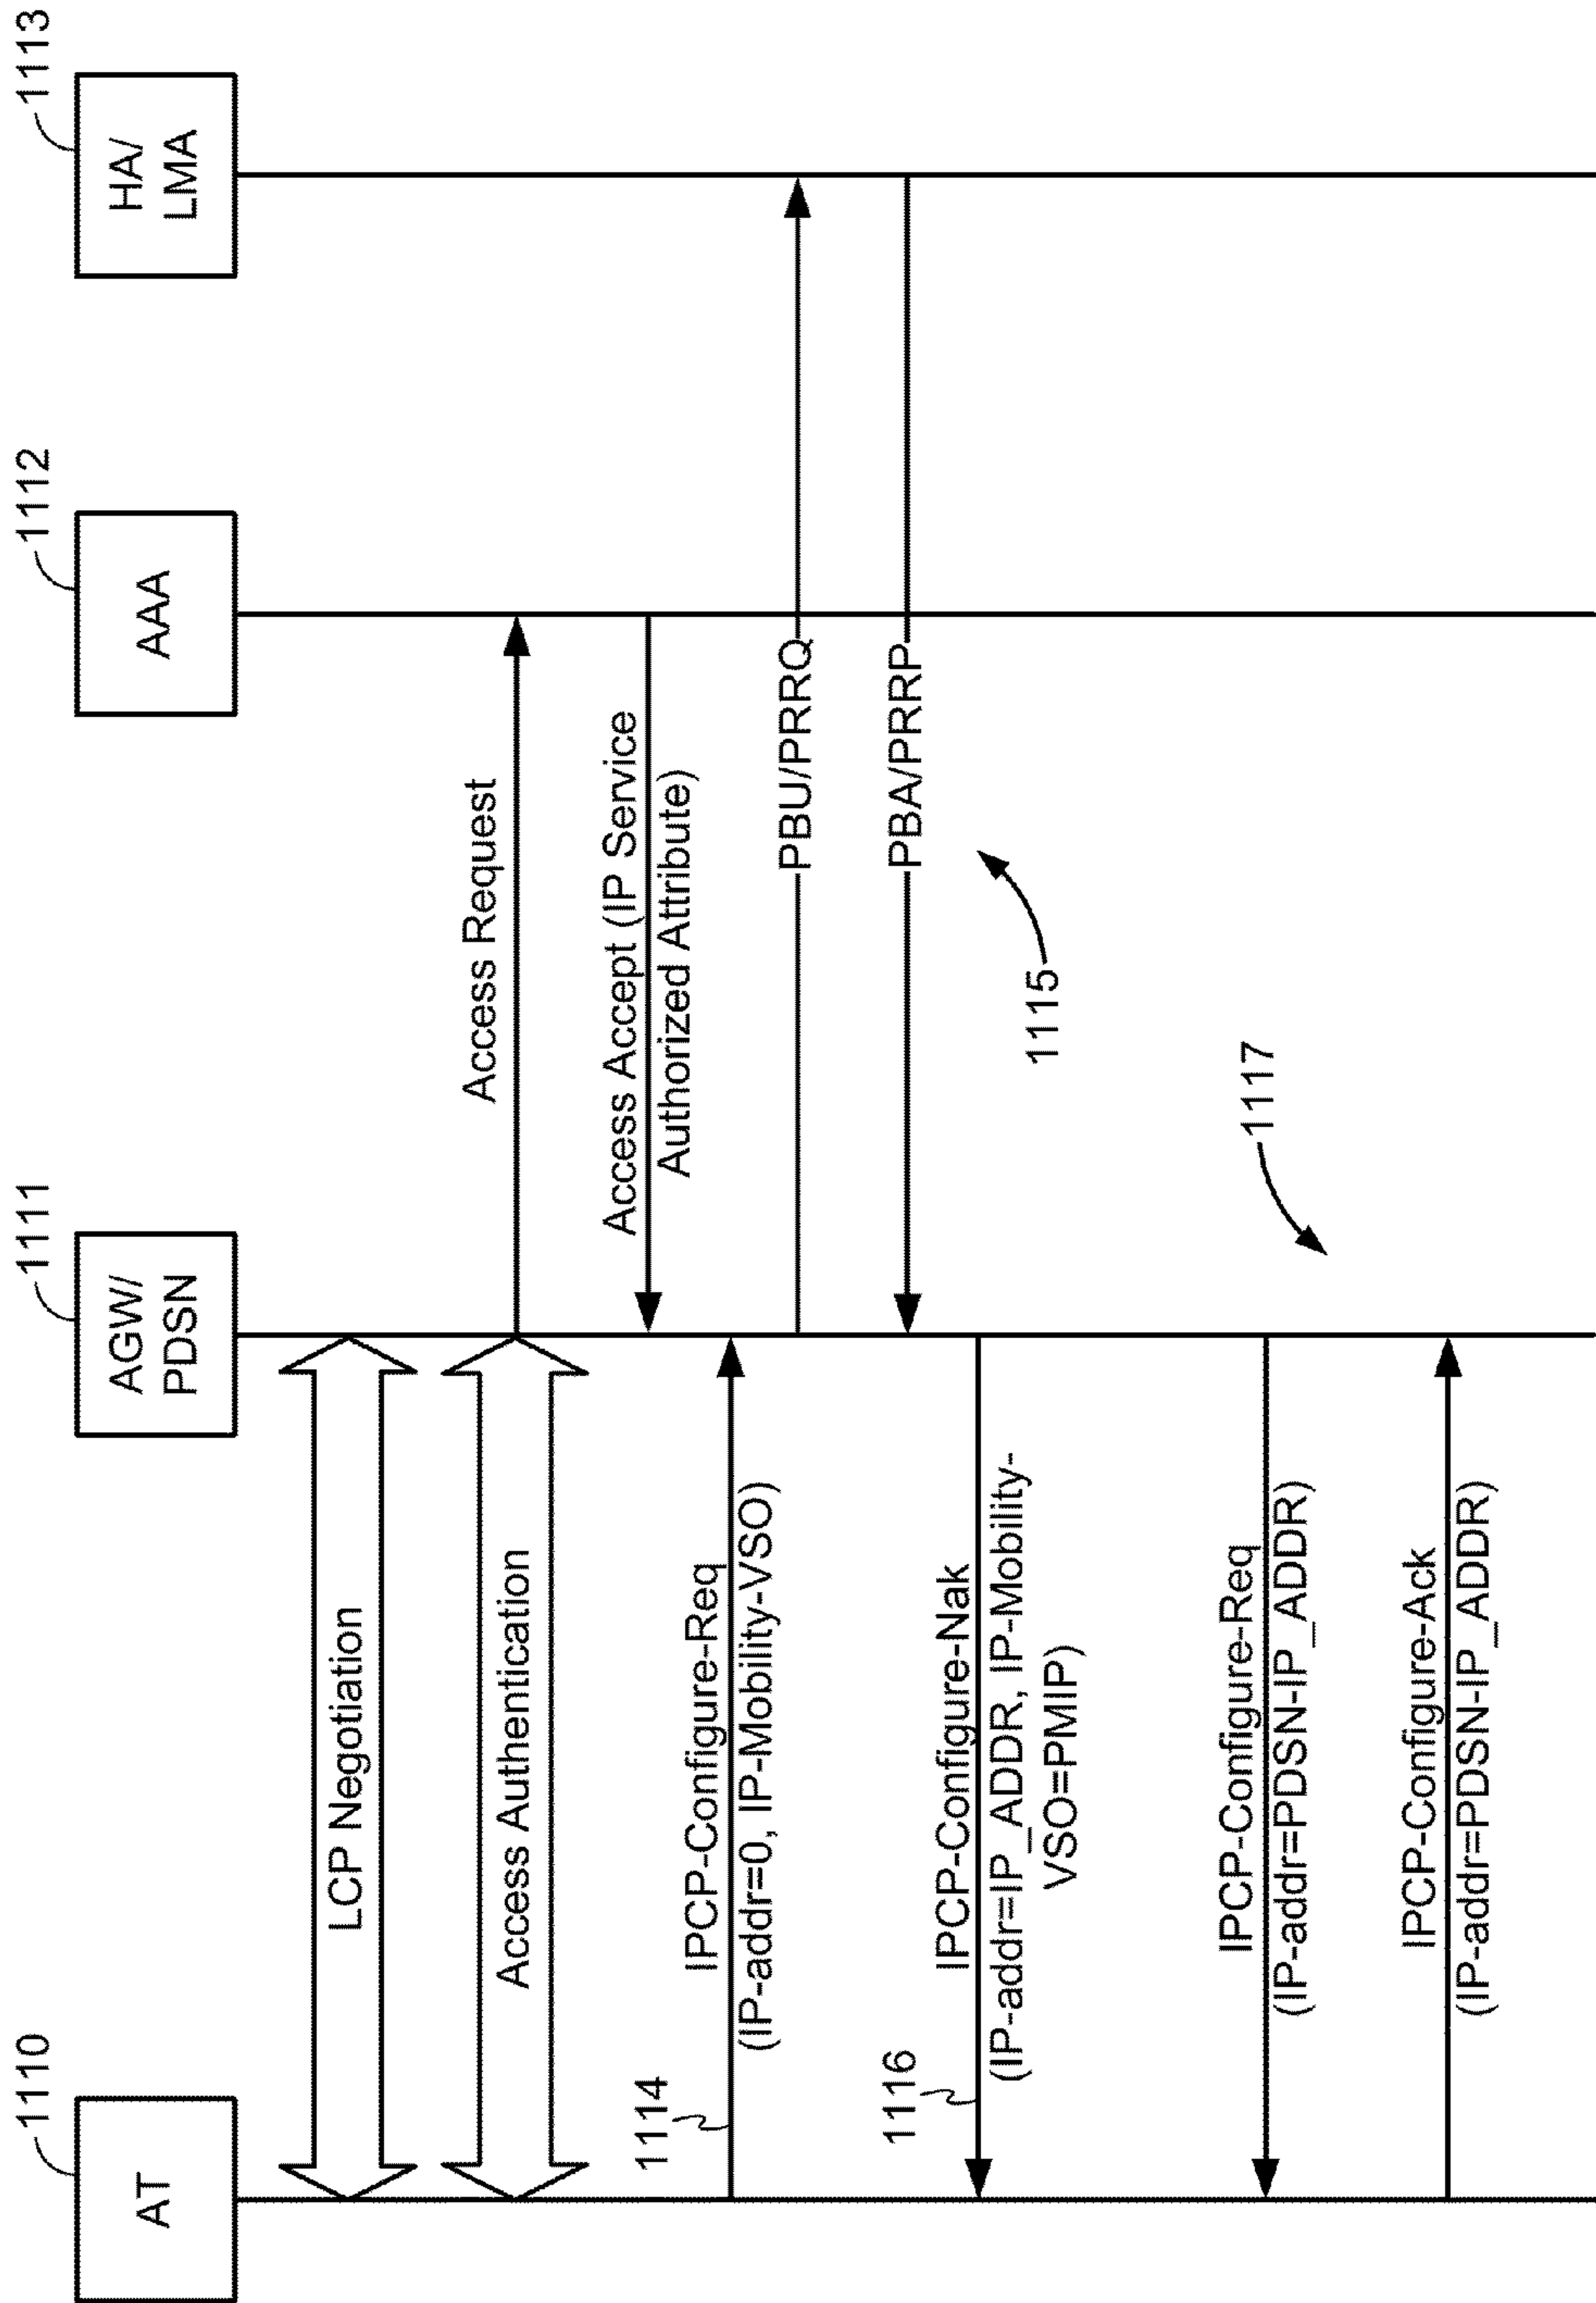 1110
AT
1111
AGW/
PDSN
1112
AAA
1113
HA/
LMA
LCP Negotiation
Access Authentication
Access Request
Access Accept (IP Service
Authorized Attribute)
1114
IPCP-Configure-Req
(IP-addr=0, IP-Mobility-VSO)
PBU/PRRQ
PBA/PRRP
1115
1116
IPCP-Configure-Nak
(IP-addr=IP_ADDR, IP-Mobility-
VSO=PMIP)
1117
IPCP-Configure-Req
(IP-addr=PDSN-IP_ADDR)
IPCP-Configure-Ack
(IP-addr=PDSN-IP_ADDR)